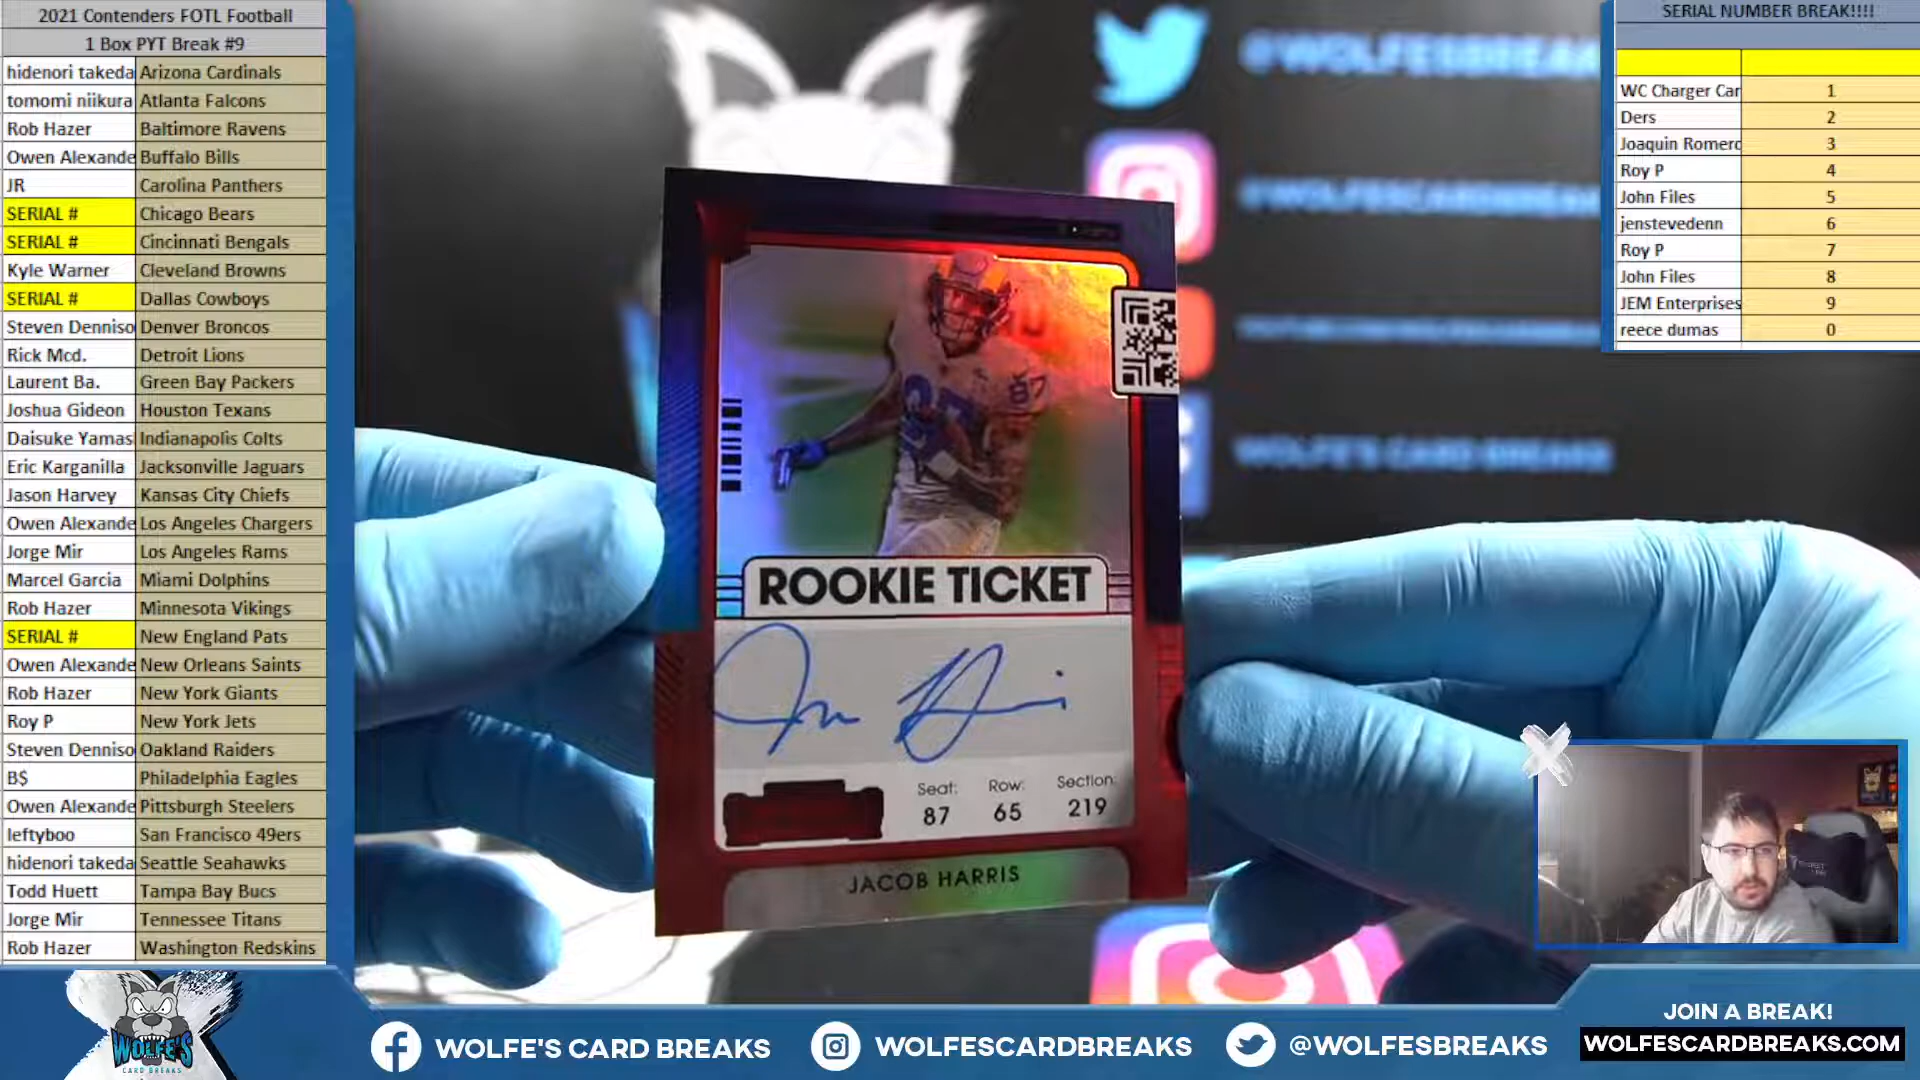 2021 Contenders FOTL Football
1 Box PYT Break #9
hidenori takeda Arizona Cardinals
tomomi niikura Atlanta Falcons
Rob Hazer Baltimore Ravens
Owen Alexande Buffalo Bills
JR Carolina Panthers
SERIAL # Chicago Bears
SERIAL # Cincinnati Bengals
Kyle Warner Cleveland Browns
SERIAL # Dallas Cowboys
Steven Denniso Denver Broncos
Rick Mcd. Detroit Lions
Laurent Ba. Green Bay Packers
Joshua Gideon Houston Texans
Daisuke Yamas Indianapolis Colts
Eric Karganilla Jacksonville Jaguars
Jason Harvey Kansas City Chiefs
Owen Alexande Los Angeles Chargers
Jorge Mir Los Angeles Rams
Marcel Garcia Miami Dolphins
Rob Hazer Minnesota Vikings
SERIAL # New England Pats
Owen Alexande New Orleans Saints
Rob Hazer New York Giants
Roy P New York Jets
Steven Denniso Oakland Raiders
B$ Philadelphia Eagles
Owen Alexande Pittsburgh Steelers
leftyboo San Francisco 49ers
hidenori takeda Seattle Seahawks
Todd Huett Tampa Bay Bucs
Jorge Mir Tennessee Titans
Rob Hazer Washington Redskins
@WOLFESBREAKS
@WOLFESCARDBREAKS
WOLFE'S CARD BREAKS
87
ROOKIE TICKET
Seat: Row: Section:
87 65 219
JACOB HARRIS
SERIAL NUMBER BREAK!!!!
WC Charger Car 1
Ders 2
Joaquin Romero 3
Roy P 4
John Files 5
jenstevedenn 6
Roy P 7
John Files 8
JEM Enterprises 9
reece dumas 0
WOLFE'S
CARD BREAKS
WOLFE'S CARD BREAKS
WOLFESCARDBREAKS
@WOLFESBREAKS
JOIN A BREAK!
WOLFESCARDBREAKS.COM